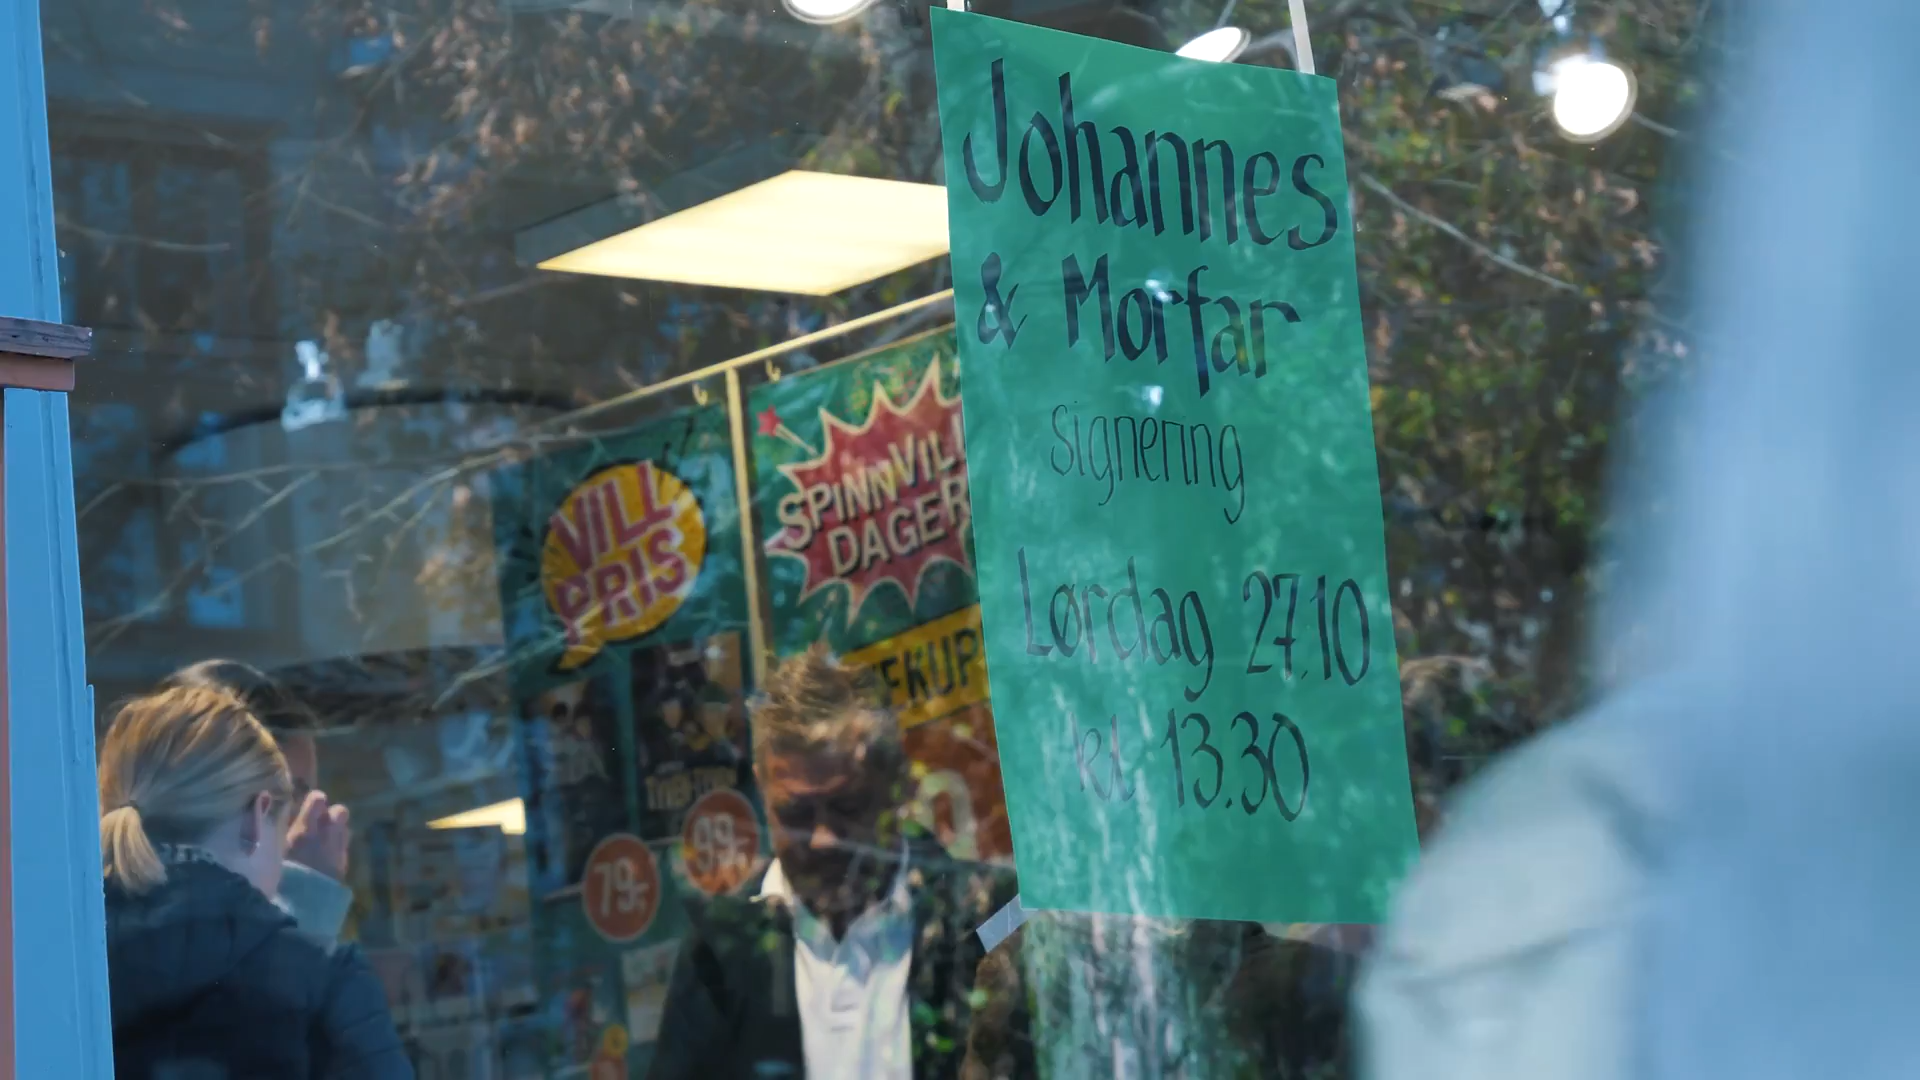 Johannes
& Morfar
signering
Lørdag 27.10
kl 13.30
VILL
PRIS
SPINNVILL
DAGER
79,-
99,-